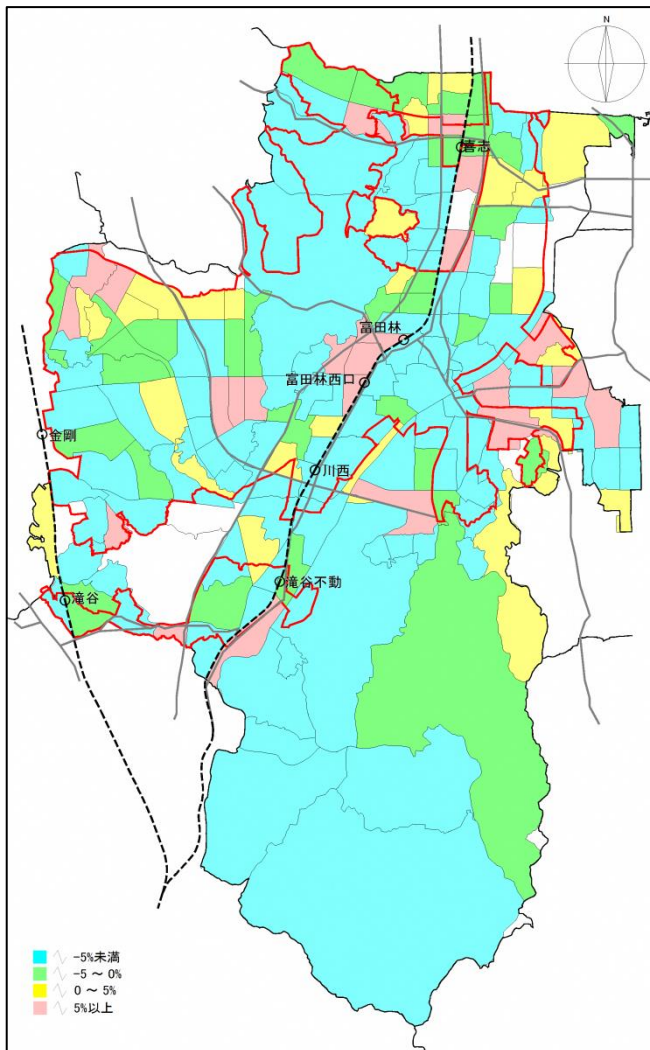 N
喜志
富田林
富田林西口
金剛
川西
滝谷不動
滝谷
-5%未満
-5 ～ 0%
0 ～ 5%
5%以上